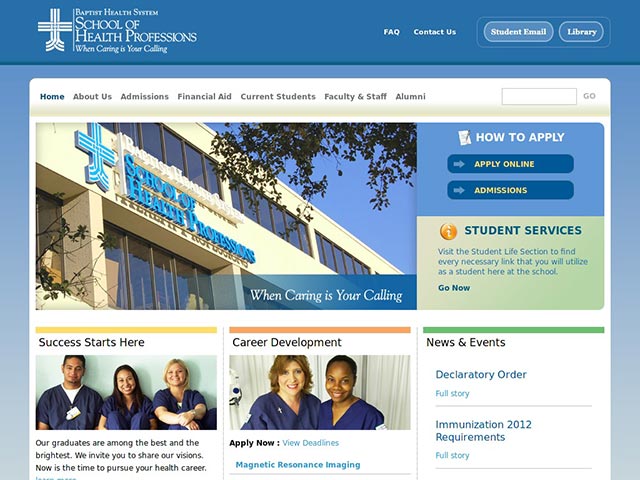 BAPTIST HEALTH SYSTEM
SCHOOL OF
HEALTH PROFESSIONS
When Caring is Your Calling
FAQ Contact Us Student Email Library
Home About Us Admissions Financial Aid Current Students Faculty & Staff Alumni GO
SCHOOL OF
HEALTH PROFESSIONS
When Caring is Your Calling
HOW TO APPLY
APPLY ONLINE
ADMISSIONS
STUDENT SERVICES
Visit the Student Life Section to find
every necessary link that you will utilize
as a student here at the school.
Go Now
Success Starts Here
Our graduates are among the best and the
brightest. We invite you to share our visions.
Now is the time to pursue your health career.
learn more
Career Development
Apply Now : View Deadlines
Magnetic Resonance Imaging
News & Events
Declaratory Order
Full story
Immunization 2012
Requirements
Full story